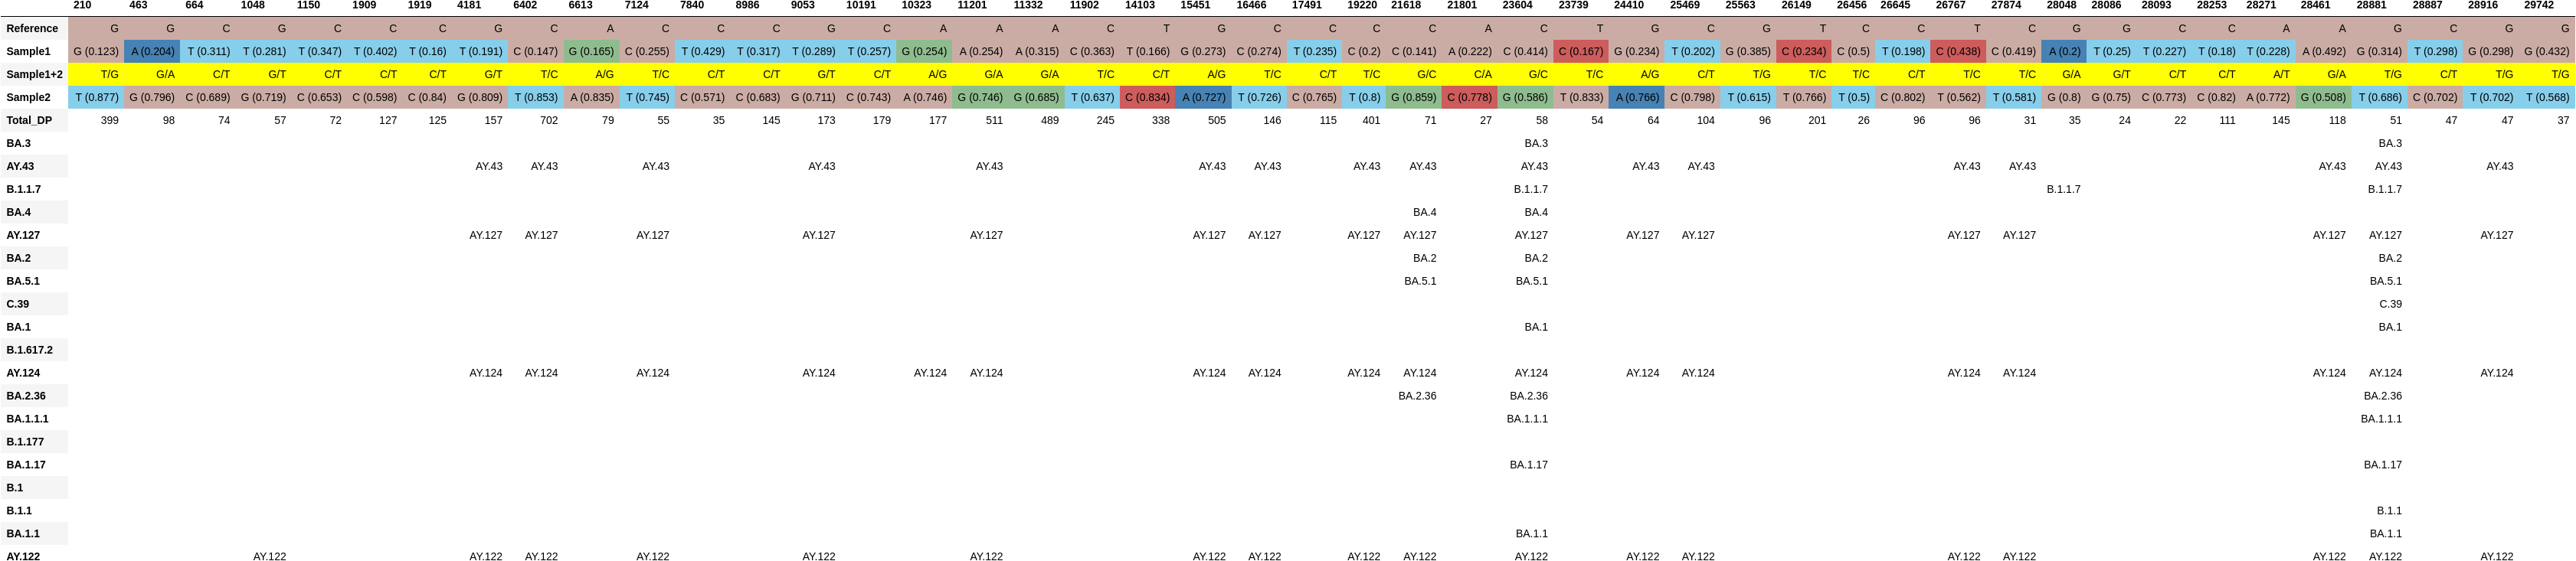 210 463 664 1048 1150 1909 1919 4181 6402 6613 7124 7840 8986 9053 10191 10323 11201 11332 11902 14103 15451 16466 17491 19220 21618 21801 23604 23739 24410 25469 25563 26149 26456 26645 26767 27874 28048 28086 28093 28253 28271 28461 28881 28887 28916 29742
Reference G G C G C C C G C A C C C G C A A A C T G C C C C A C T G C G T C C T C G G C C A A G C G G
Sample1 G (0.123) A (0.204) T (0.311) T (0.281) T (0.347) T (0.402) T (0.16) T (0.191) C (0.147) G (0.165) C (0.255) T (0.429) T (0.317) T (0.289) T (0.257) G (0.254) A (0.254) A (0.315) C (0.363) T (0.166) G (0.273) C (0.274) T (0.235) C (0.2) C (0.141) A (0.222) C (0.414) C (0.167) G (0.234) T (0.202) G (0.385) C (0.234) C (0.5) T (0.198) C (0.438) C (0.419) A (0.2) T (0.25) T (0.227) T (0.18) T (0.228) A (0.492) G (0.314) T (0.298) G (0.298) G (0.432)
Sample1+2 T/G G/A C/T G/T C/T C/T C/T G/T T/C A/G T/C C/T C/T G/T C/T A/G G/A G/A T/C C/T A/G T/C C/T T/C G/C C/A G/C T/C A/G C/T T/G T/C T/C C/T T/C T/C G/A G/T C/T C/T A/T G/A T/G C/T T/G T/G
Sample2 T (0.877) G (0.796) C (0.689) G (0.719) C (0.653) C (0.598) C (0.84) G (0.809) T (0.853) A (0.835) T (0.745) C (0.571) C (0.683) G (0.711) C (0.743) A (0.746) G (0.746) G (0.685) T (0.637) C (0.834) A (0.727) T (0.726) C (0.765) T (0.8) G (0.859) C (0.778) G (0.586) T (0.833) A (0.766) C (0.798) T (0.615) T (0.766) T (0.5) C (0.802) T (0.562) T (0.581) G (0.8) G (0.75) C (0.773) C (0.82) A (0.772) G (0.508) T (0.686) C (0.702) T (0.702) T (0.568)
Total_DP 399 98 74 57 72 127 125 157 702 79 55 35 145 173 179 177 511 489 245 338 505 146 115 401 71 27 58 54 64 104 96 201 26 96 96 31 35 24 22 111 145 118 51 47 47 37
BA.3 BA.3 BA.3
AY.43 AY.43 AY.43 AY.43 AY.43 AY.43 AY.43 AY.43 AY.43 AY.43 AY.43 AY.43 AY.43 AY.43 AY.43 AY.43 AY.43 AY.43
B.1.1.7 B.1.1.7 B.1.1.7 B.1.1.7
BA.4 BA.4 BA.4
AY.127 AY.127 AY.127 AY.127 AY.127 AY.127 AY.127 AY.127 AY.127 AY.127 AY.127 AY.127 AY.127 AY.127 AY.127 AY.127 AY.127 AY.127
BA.2 BA.2 BA.2 BA.2
BA.5.1 BA.5.1 BA.5.1 BA.5.1
C.39 C.39
BA.1 BA.1 BA.1
B.1.617.2
AY.124 AY.124 AY.124 AY.124 AY.124 AY.124 AY.124 AY.124 AY.124 AY.124 AY.124 AY.124 AY.124 AY.124 AY.124 AY.124 AY.124 AY.124 AY.124
BA.2.36 BA.2.36 BA.2.36 BA.2.36
BA.1.1.1 BA.1.1.1 BA.1.1.1
B.1.177
BA.1.17 BA.1.17 BA.1.17
B.1
B.1.1 B.1.1
BA.1.1 BA.1.1 BA.1.1
AY.122 AY.122 AY.122 AY.122 AY.122 AY.122 AY.122 AY.122 AY.122 AY.122 AY.122 AY.122 AY.122 AY.122 AY.122 AY.122 AY.122 AY.122 AY.122